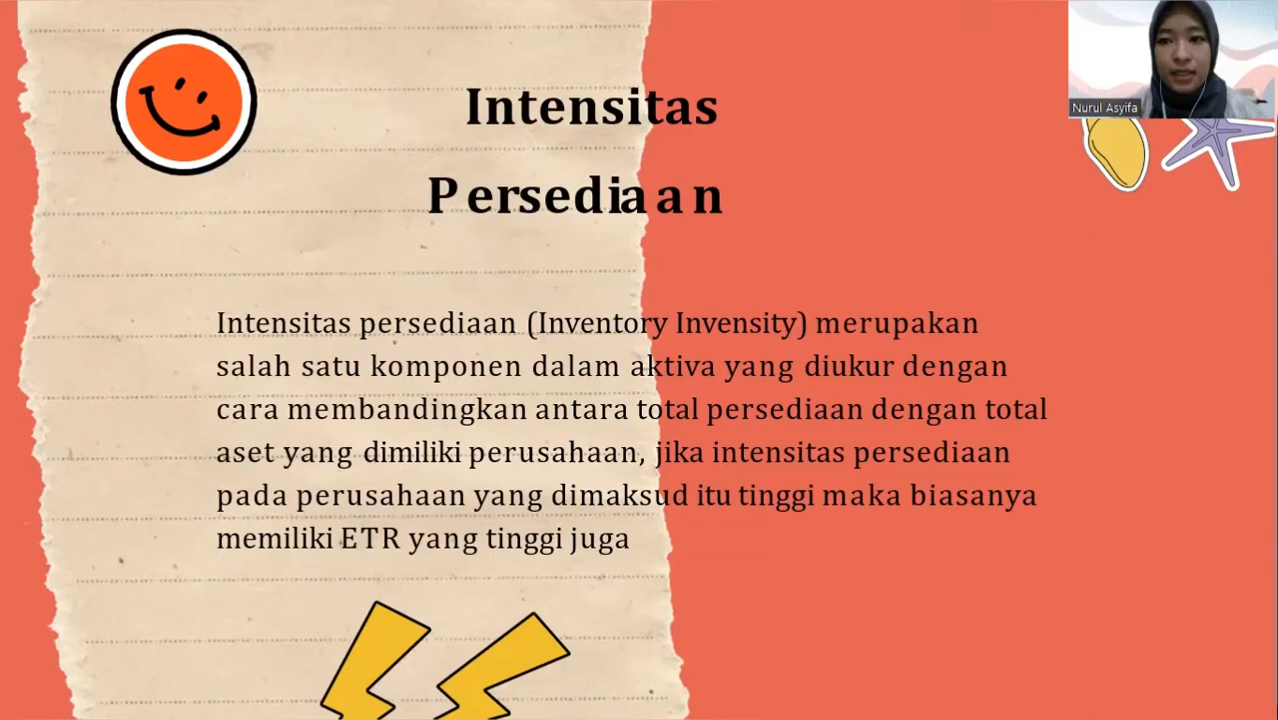 Intensitas
Persediaan
Nurul Asyifa
Intensitas persediaan (Inventory Invensity) merupakan
salah satu komponen dalam aktiva yang diukur dengan
cara membandingkan antara total persediaan dengan total
aset yang dimiliki perusahaan, jika intensitas persediaan
pada perusahaan yang dimaksud itu tinggi maka biasanya
memiliki ETR yang tinggi juga